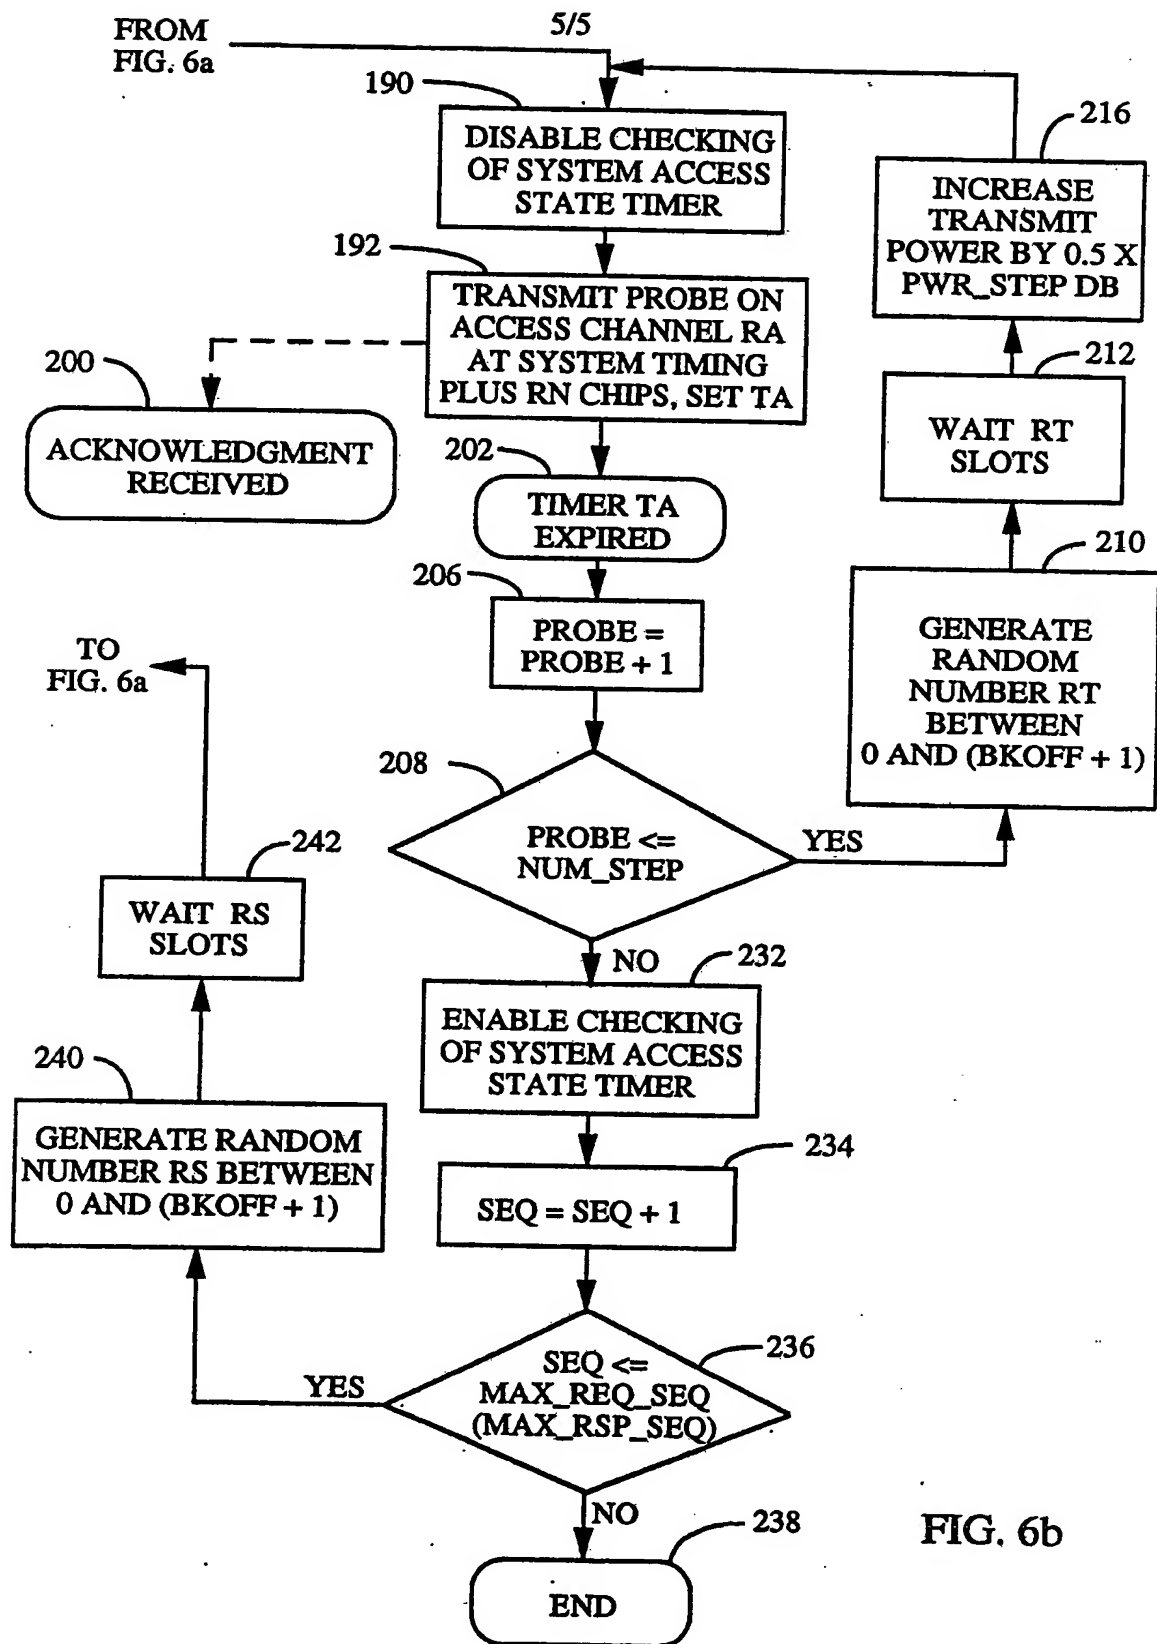 5/5
FROM
FIG. 6a
190
DISABLE CHECKING
OF SYSTEM ACCESS
STATE TIMER
216
INCREASE
TRANSMIT
POWER BY 0.5 X
PWR_STEP DB
192
TRANSMIT PROBE ON
ACCESS CHANNEL RA
AT SYSTEM TIMING
PLUS RN CHIPS, SET TA
200
ACKNOWLEDGMENT
RECEIVED
212
WAIT RT
SLOTS
202
TIMER TA
EXPIRED
210
GENERATE
RANDOM
NUMBER RT
BETWEEN
0 AND (BKOFF + 1)
206
PROBE =
PROBE + 1
TO
FIG. 6a
208
PROBE <=
NUM_STEP
YES
NO
242
WAIT RS
SLOTS
232
ENABLE CHECKING
OF SYSTEM ACCESS
STATE TIMER
240
GENERATE RANDOM
NUMBER RS BETWEEN
0 AND (BKOFF + 1)
234
SEQ = SEQ + 1
236
SEQ <=
MAX_REQ_SEQ
(MAX_RSP_SEQ)
YES
NO
238
END
FIG. 6b